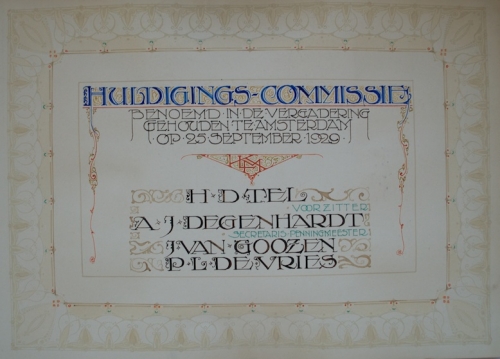 HULDIGINGS-COMMISSIE
BENOEMD IN DE VERGADERING
GEHOUDEN TE AMSTERDAM
OP 25 SEPTEMBER 1929
H. D. TEL
VOORZITTER
A. J. DEGENHARDT
SECRETARIS-PENNINGMEESTER
J. VAN GOOZEN
P. L. DE VRIES